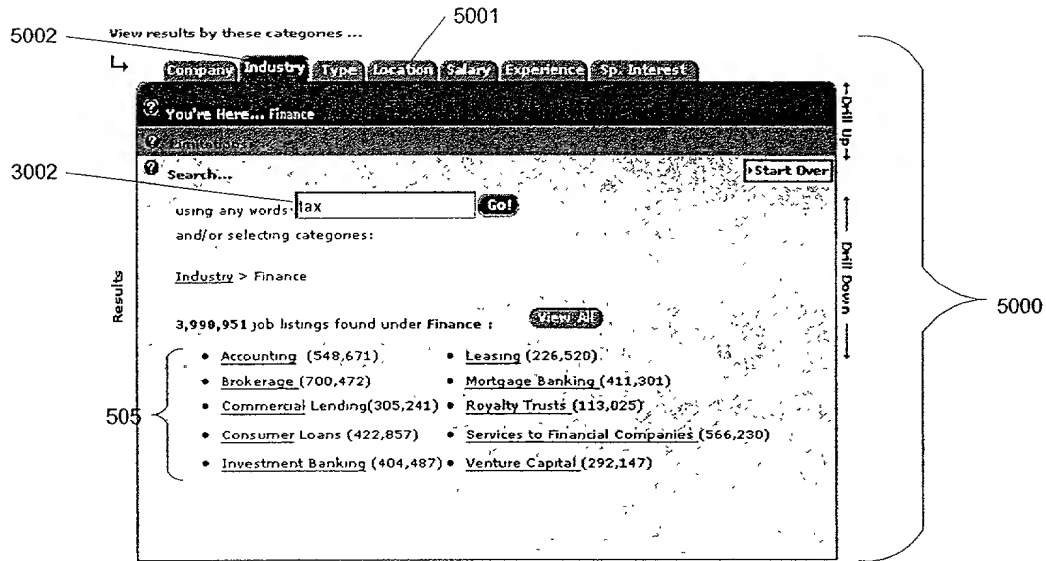 5001
5002
View results by these categories ...
Company Industry Type Location Salary Experience Sp. Interest
You're Here... Finance
Limitations
↑ Drill Up ↓
3002
Search...
Start Over
using any words: tax Go!
and/or selecting categories:
Industry > Finance
Results
Drill Down
5000
3,990,951 job listings found under Finance : View All
505
• Accounting (548,671) • Leasing (226,520)
• Brokerage (700,472) • Mortgage Banking (411,301)
• Commercial Lending(305,241) • Royalty Trusts (113,025)
• Consumer Loans (422,857) • Services to Financial Companies (566,230)
• Investment Banking (404,487) • Venture Capital (292,147)